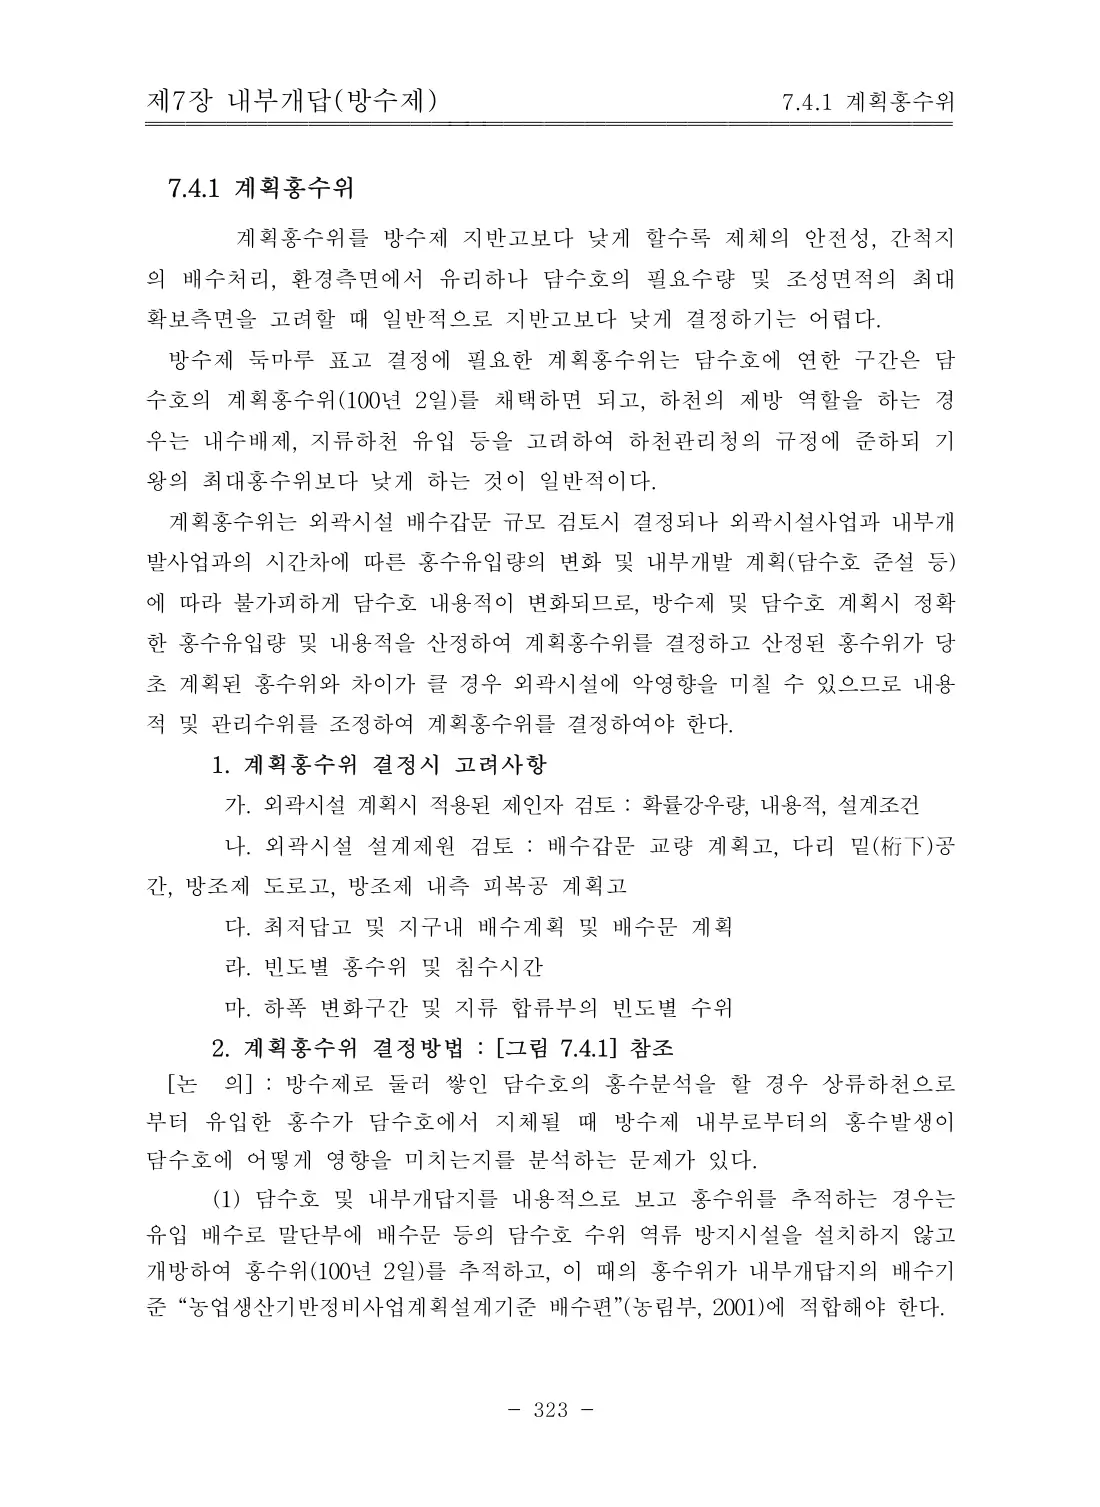 제7장 내부개답(방수제)
7.4.1 계획홍수위
7.4.1 계획홍수위
계획홍수위를 방수제 지반고보다 낮게 할수록 제체의 안전성, 간척지
의 배수처리, 환경측면에서 유리하나 담수호의 필요수량 및 조성면적의 최대
확보측면을 고려할 때 일반적으로 지반고보다 낮게 결정하기는 어렵다.
방수제 둑마루 표고 결정에 필요한 계획홍수위는 담수호에 연한 구간은 담
수호의 계획홍수위(100년 2일)를 채택하면 되고, 하천의 제방 역할을 하는 경
우는 내수배제, 지류하천 유입 등을 고려하여 하천관리청의 규정에 준하되 기
왕의 최대홍수위보다 낮게 하는 것이 일반적이다.
계획홍수위는 외곽시설 배수갑문 규모 검토시 결정되나 외곽시설사업과 내부개
발사업과의 시간차에 따른 홍수유입량의 변화 및 내부개발 계획(담수호 준설 등)
에 따라 불가피하게 담수호 내용적이 변화되므로, 방수제 및 담수호 계획시 정확
한 홍수유입량 및 내용적을 산정하여 계획홍수위를 결정하고 산정된 홍수위가 당
초 계획된 홍수위와 차이가 클 경우 외곽시설에 악영향을 미칠 수 있으므로 내용
적 및 관리수위를 조정하여 계획홍수위를 결정하여야 한다.
1. 계획홍수위 결정시 고려사항
가. 외곽시설 계획시 적용된 제인자 검토 : 확률강우량, 내용적, 설계조건
나. 외곽시설 설계제원 검토 : 배수갑문 교량 계획고, 다리 밑(桁下)공
간, 방조제 도로고, 방조제 내측 피복공 계획고
다. 최저답고 및 지구내 배수계획 및 배수문 계획
라. 빈도별 홍수위 및 침수시간
마. 하폭 변화구간 및 지류 합류부의 빈도별 수위
2. 계획홍수위 결정방법 : [그림 7.4.1] 참조
[논 의] : 방수제로 둘러 쌓인 담수호의 홍수분석을 할 경우 상류하천으로
부터 유입한 홍수가 담수호에서 지체될 때 방수제 내부로부터의 홍수발생이
담수호에 어떻게 영향을 미치는지를 분석하는 문제가 있다.
(1) 담수호 및 내부개답지를 내용적으로 보고 홍수위를 추적하는 경우는
유입 배수로 말단부에 배수문 등의 담수호 수위 역류 방지시설을 설치하지 않고
개방하여 홍수위(100년 2일)를 추적하고, 이 때의 홍수위가 내부개답지의 배수기
준 “농업생산기반정비사업계획설계기준 배수편”(농림부, 2001)에 적합해야 한다.
- 323 -